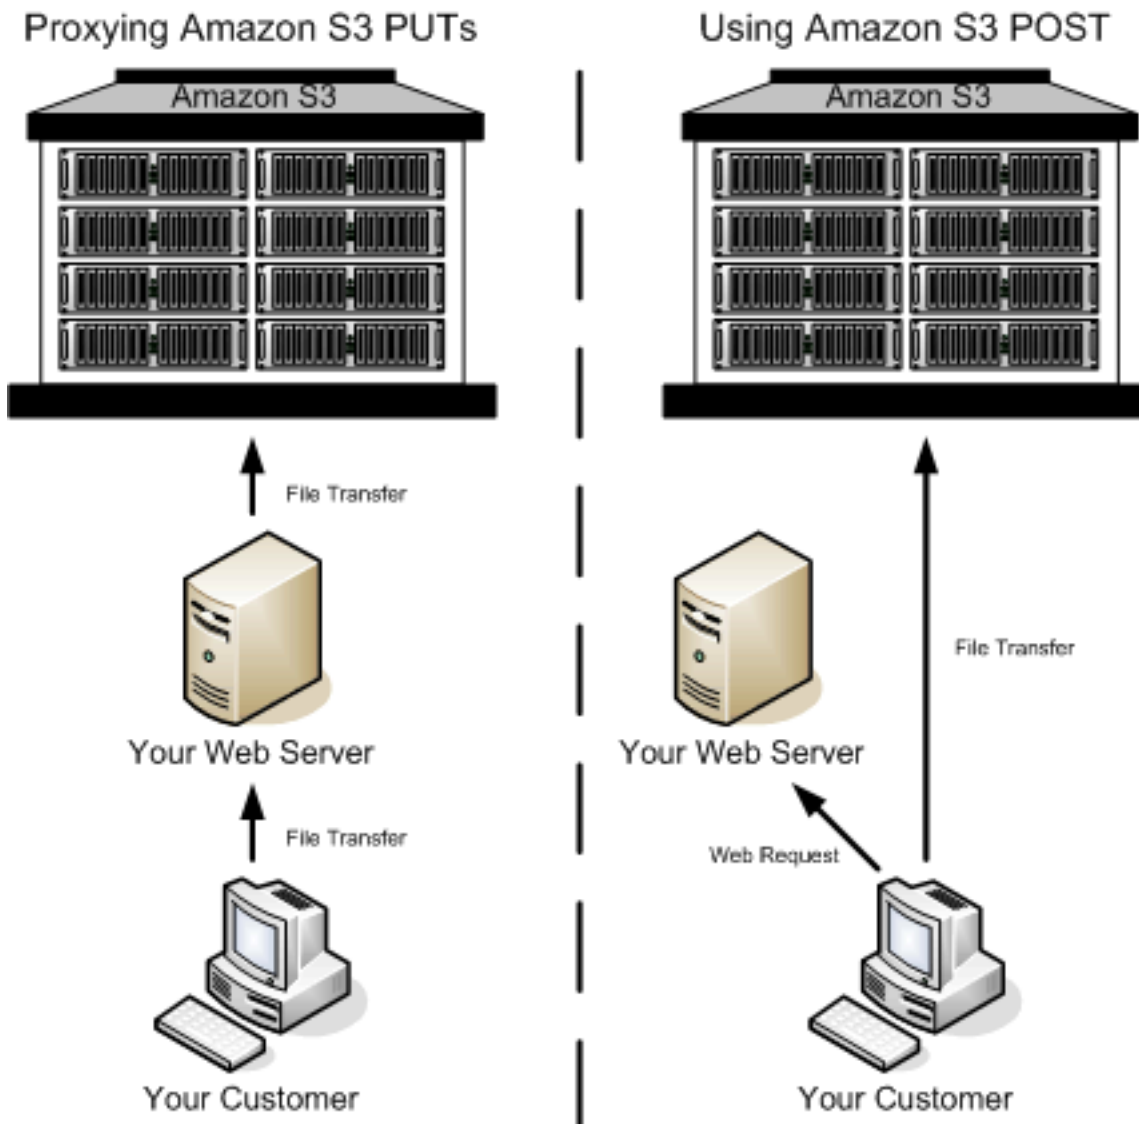 Proxying Amazon S3 PUTs
Using Amazon S3 POST
Amazon S3
Amazon S3
File Transfer
File Transfer
Your Web Server
Your Web Server
File Transfer
Web Request
Your Customer
Your Customer